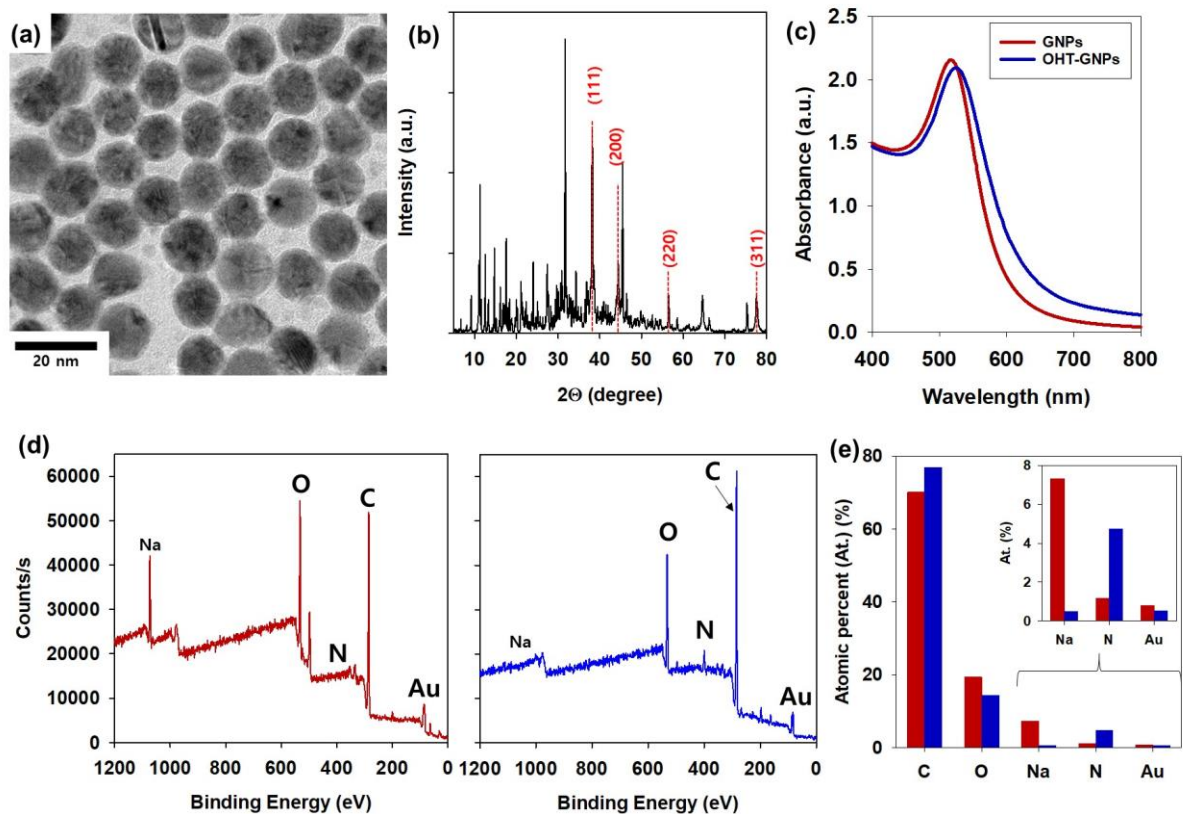 (a)
20 nm
(b)
Intensity (a.u.)
(111)
(200)
(220)
(311)
10 20 30 40 50 60 70 80
2Θ (degree)
(c)
GNPs
OHT-GNPs
Absorbance (a.u.)
2.5
2.0
1.5
1.0
0.5
0.0
400 500 600 700 800
Wavelength (nm)
(d)
Counts/s
60000
50000
40000
30000
20000
10000
0
Na
O
N
C
Au
1200 1000 800 600 400 200 0
Binding Energy (eV)
Na
O
N
C
Au
1200 1000 800 600 400 200 0
Binding Energy (eV)
(e)
Atomic percent (At.) (%)
80
60
40
20
0
C O Na N Au
At. (%)
8
6
4
2
0
Na N Au